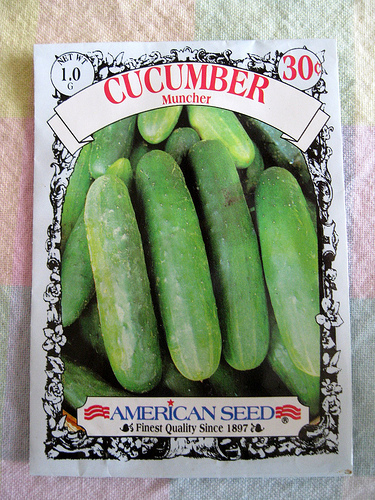 NET WT
1.0
G
CUCUMBER
30¢
Muncher
AMERICAN SEED®
Finest Quality Since 1897